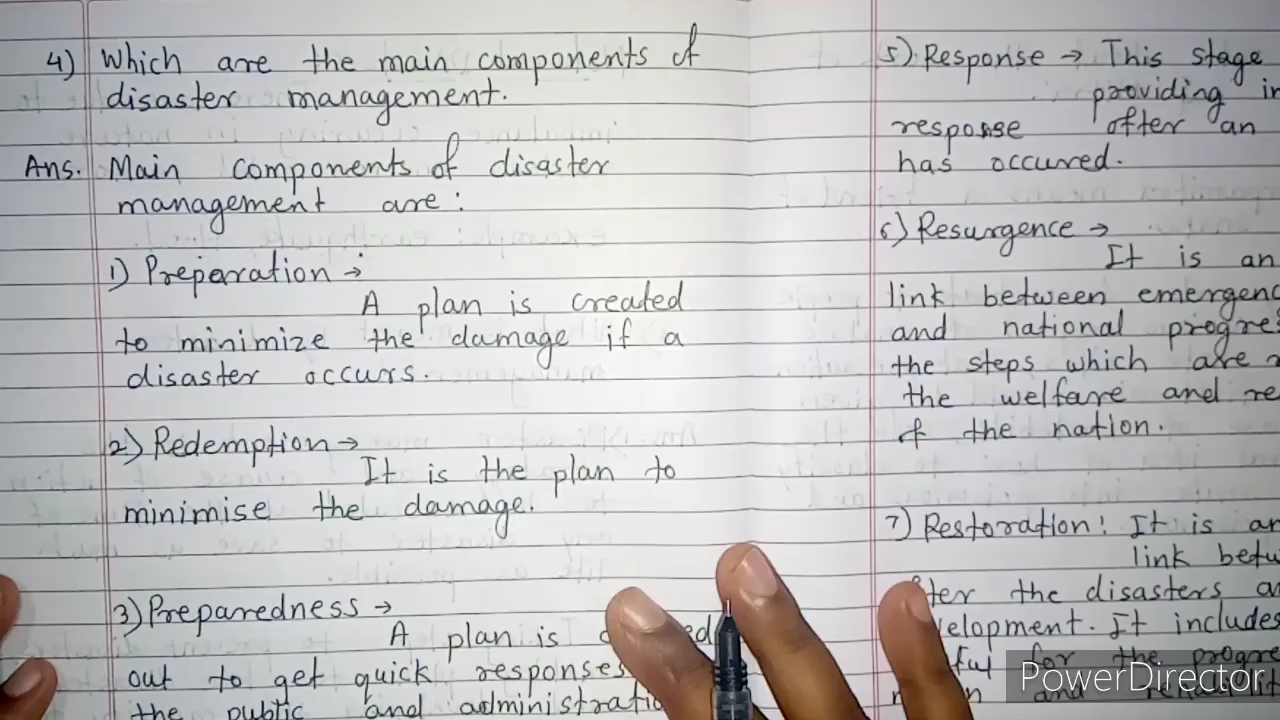 4) Which are the main components of
disaster management.
Ans. Main components of disaster
management are:
1) Preparation →
A plan is created
to minimize the damage if a
disaster occurs.
2) Redemption →
It is the plan to
minimise the damage.
3) Preparedness →
A plan is
out to get quick responses
the public and administratio
5) Response → This stage
providing in
response after an
has occured.
6) Resurgence →
It is an
link between emergenc
and national progre
the steps which are
the welfare and re
of the nation.
7) Restoration: It is an
link betw
the disasters
elopment. It includes
for the progre
and
PowerDirector